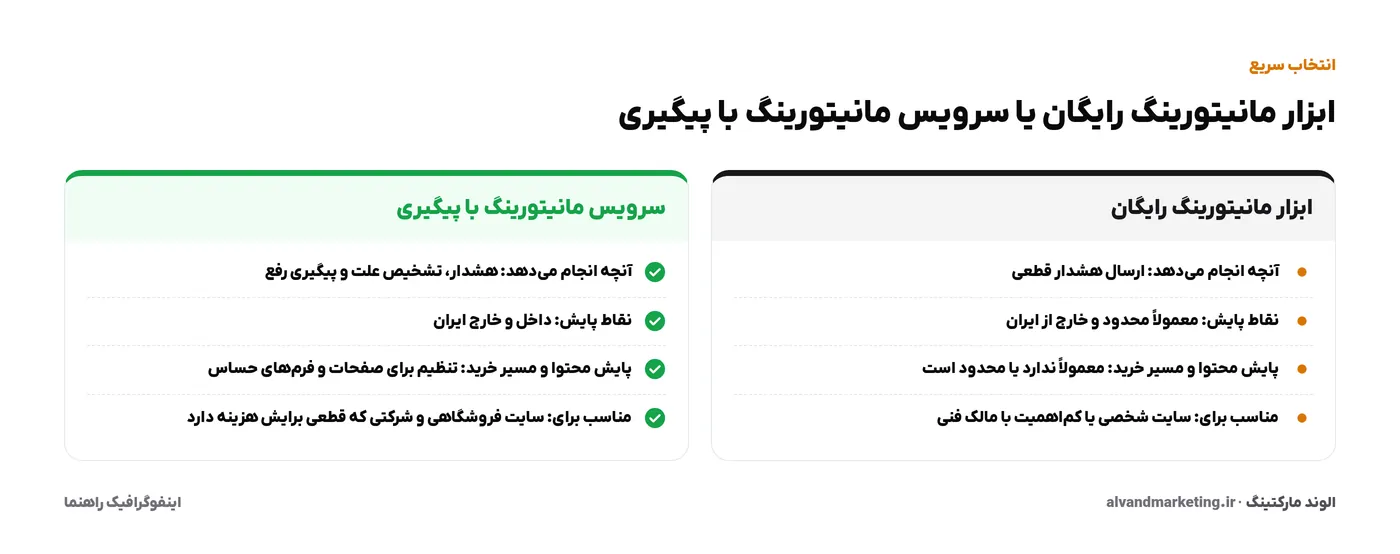 انتخاب سریع
ابزار مانیتورینگ رایگان یا سرویس مانیتورینگ با پیگیری
ابزار مانیتورینگ رایگان
آنچه انجام می‌دهد: ارسال هشدار قطعی
نقاط پایش: معمولاً محدود و خارج از ایران
پایش محتوا و مسیر خرید: معمولاً ندارد یا محدود است
مناسب برای: سایت شخصی یا کم‌اهمیت با مالک فنی
سرویس مانیتورینگ با پیگیری
آنچه انجام می‌دهد: هشدار، تشخیص علت و پیگیری رفع
نقاط پایش: داخل و خارج ایران
پایش محتوا و مسیر خرید: تنظیم برای صفحات و فرم‌های حساس
مناسب برای: سایت فروشگاهی و شرکتی که قطعی برایش هزینه دارد
الوند مارکتینگ · alvandmarketing.ir
اینفوگرافیک راهنما